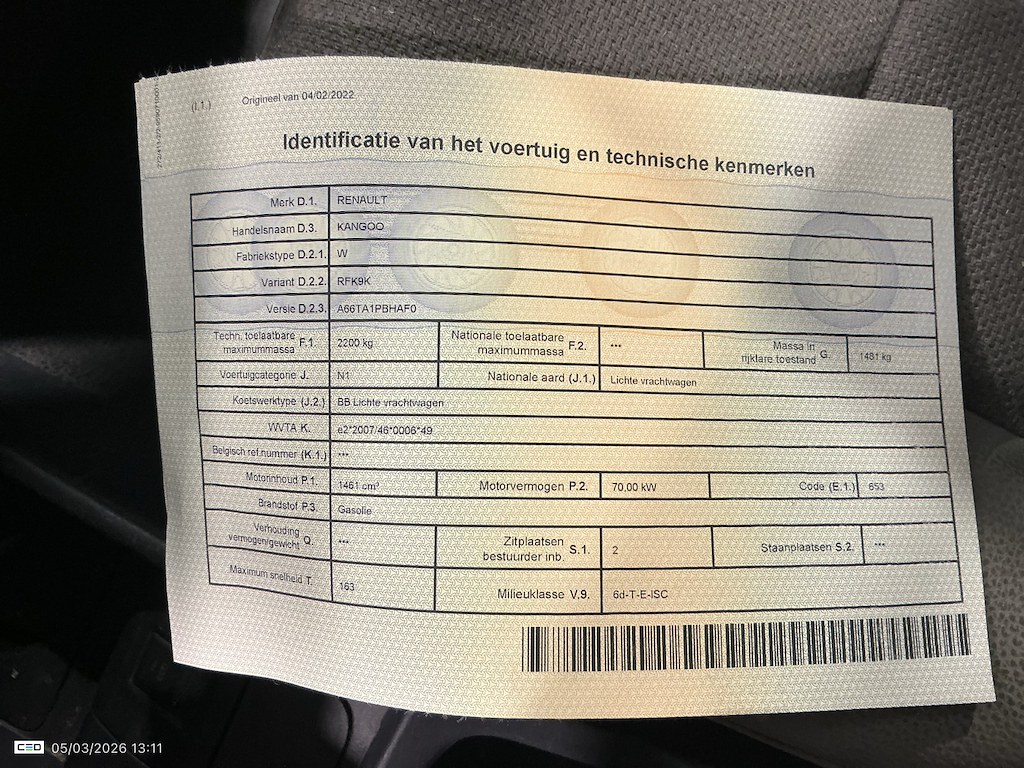 (I.1.) Origineel van 04/02/2022
Identificatie van het voertuig en technische kenmerken
Merk D.1. RENAULT
Handelsnaam D.3. KANGOO
Fabriekstype D.2.1. W
Variant D.2.2. RFK9K
Versie D.2.3. A66TA1PBHAF0
Techn. toelaatbare maximummassa F.1. 2200 kg Nationale toelaatbare maximummassa F.2. *** Massa in rijklare toestand G. 1481 kg
Voertuigcategorie J. N1 Nationale aard (J.1.) Lichte vrachtwagen
Koetswerktype (J.2.) BB Lichte vrachtwagen
WVTA K. e2*2007/46*0006*49
Belgisch ref.nummer (K.1.) ***
Motorinhoud P.1. 1461 cm³ Motorvermogen P.2. 70,00 kW Code (E.1.) 653
Brandstof P.3. Gasolie
Verhouding vermogen/gewicht Q. *** Zitplaatsen bestuurder inb. S.1. 2 Staanplaatsen S.2. ***
Maximum snelheid T. 163 Milieuklasse V.9. 6d-T-E-ISC
CEO 05/03/2026 13:11